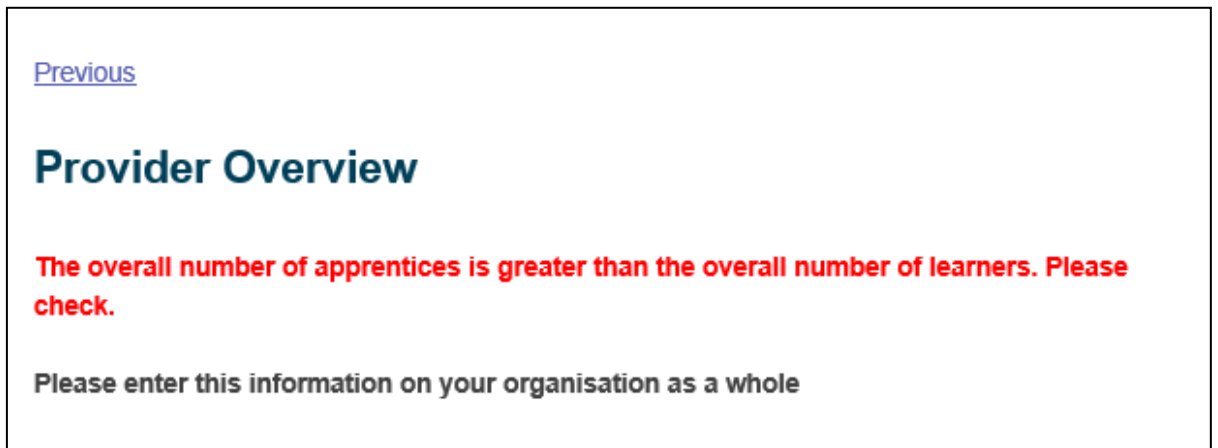 Previous
Provider Overview
The overall number of apprentices is greater than the overall number of learners. Please
check.
Please enter this information on your organisation as a whole